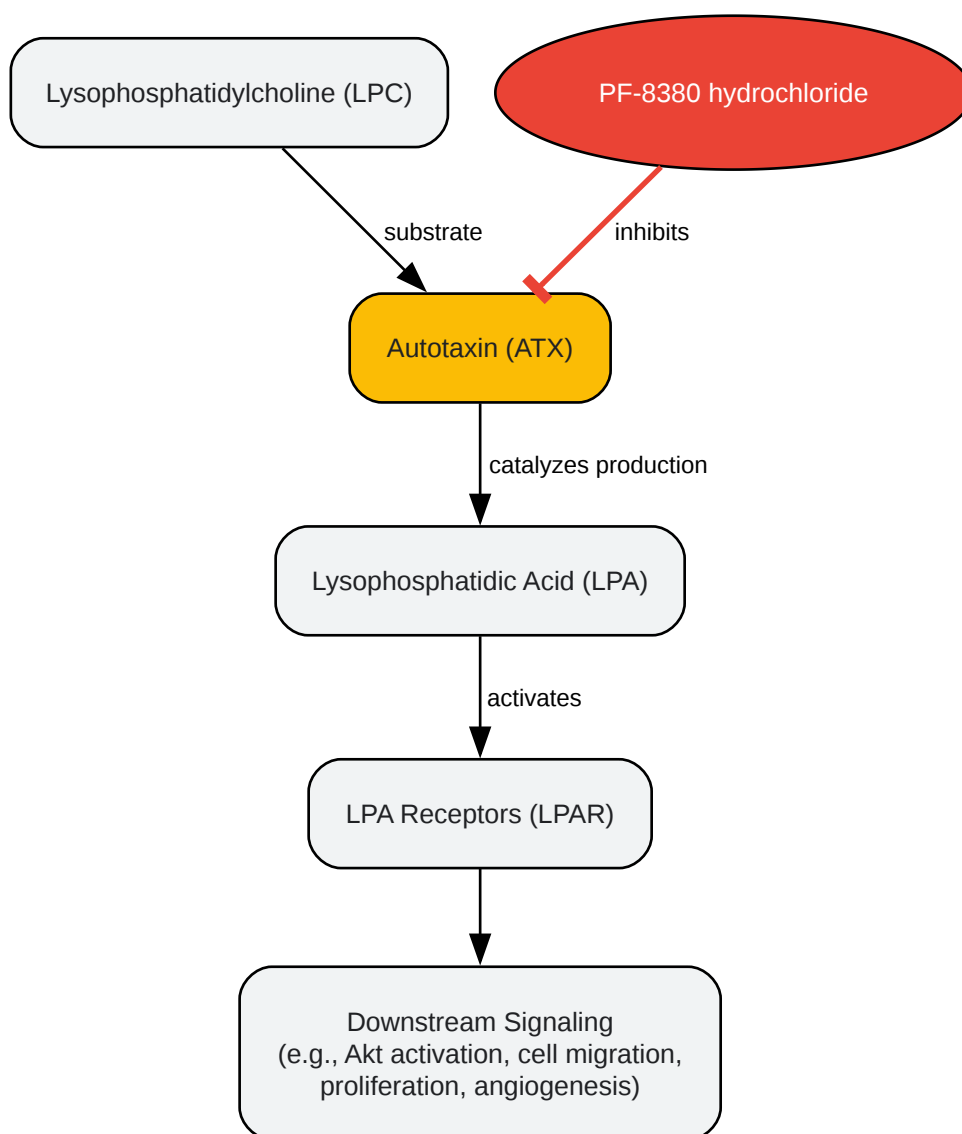 Lysophosphatidylcholine (LPC)
PF-8380 hydrochloride
substrate
inhibits
Autotaxin (ATX)
catalyzes production
Lysophosphatidic Acid (LPA)
activates
LPA Receptors (LPAR)
Downstream Signaling
(e.g., Akt activation, cell migration,
proliferation, angiogenesis)